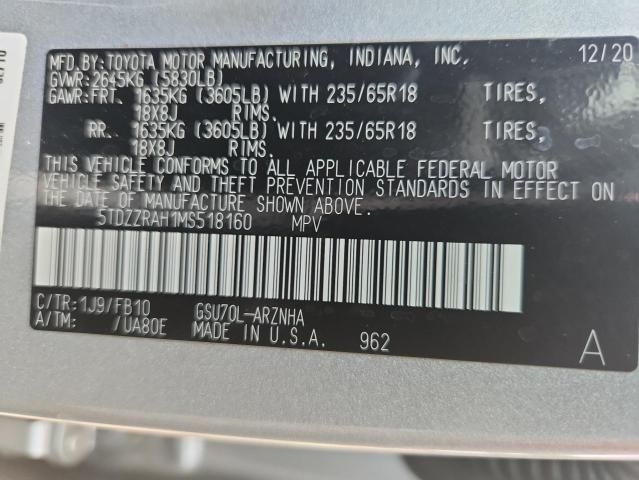 MFD.BY:TOYOTA MOTOR MANUFACTURING, INDIANA, INC. 12/20
GVWR:2645KG (5830LB)
GAWR:FRT. 1635KG (3605LB) WITH 235/65R18 TIRES,
18X8J RIMS.
RR. 1635KG (3605LB) WITH 235/65R18 TIRES,
18X8J RIMS.
THIS VEHICLE CONFORMS TO ALL APPLICABLE FEDERAL MOTOR
VEHICLE SAFETY AND THEFT PREVENTION STANDARDS IN EFFECT ON
THE DATE OF MANUFACTURE SHOWN ABOVE.
5TDZZRAH1MS518160 MPV
C/TR:1J9/FB10 GSU70L-ARZNHA
A/TM: /UA80E MADE IN U.S.A. 962 A